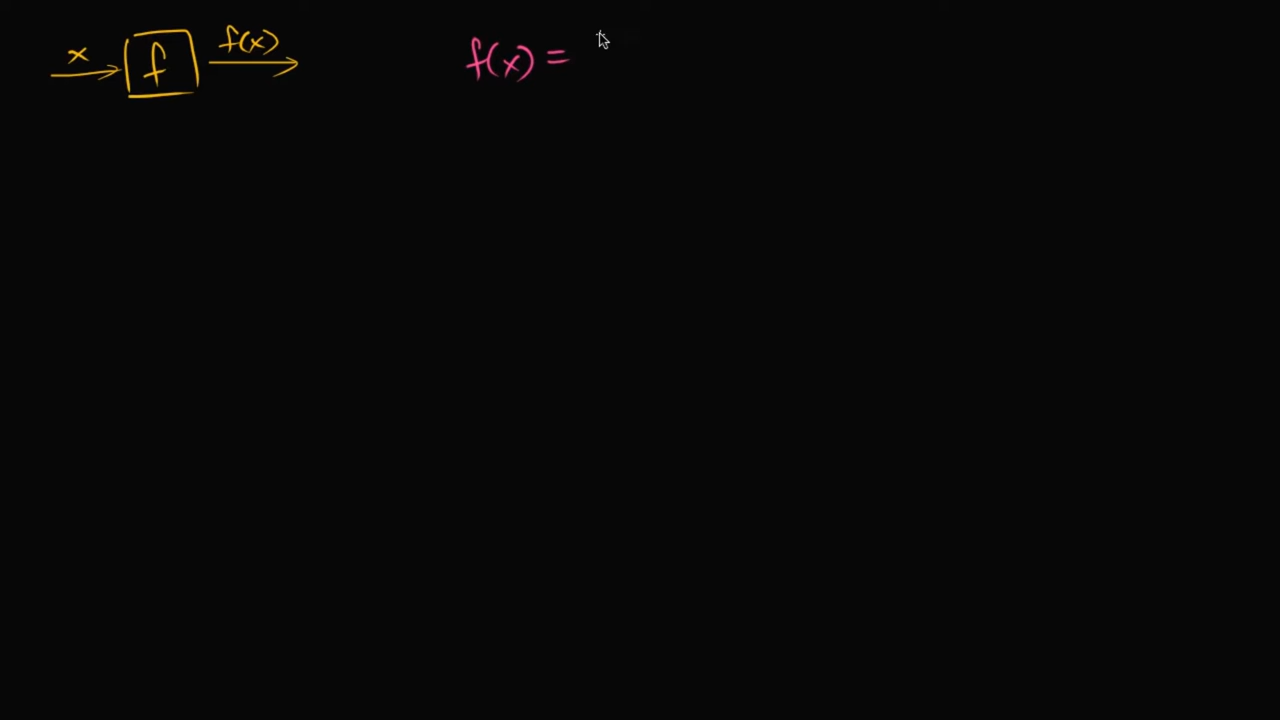 x f f(x)
f(x) =